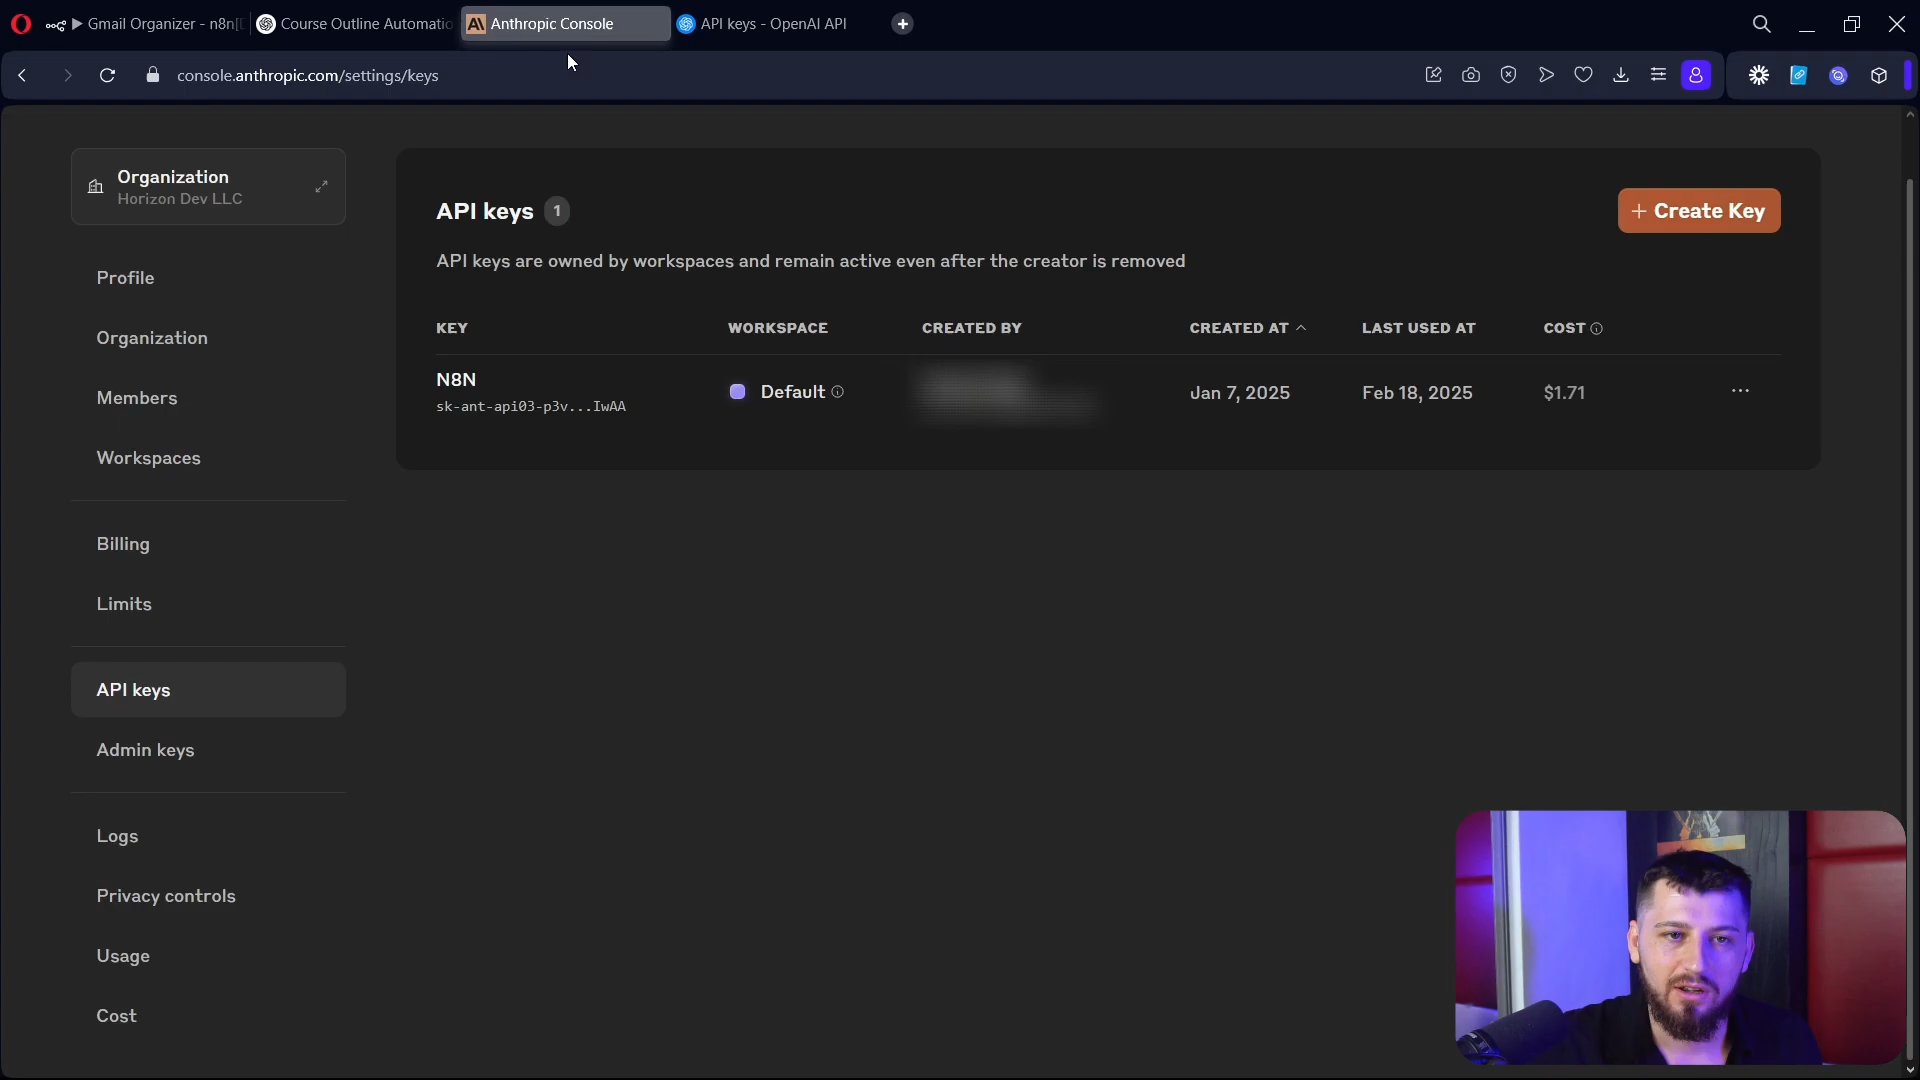 Gmail Organizer - n8n[
Course Outline Automatio
Anthropic Console
API keys - OpenAI API
console.anthropic.com/settings/keys
Organization
Horizon Dev LLC
Profile
Organization
Members
Workspaces
Billing
Limits
API keys
Admin keys
Logs
Privacy controls
Usage
Cost
API keys 1
+ Create Key
API keys are owned by workspaces and remain active even after the creator is removed
KEY WORKSPACE CREATED BY CREATED AT LAST USED AT COST
N8N
sk-ant-api03-p3v...IwAA
Default Jan 7, 2025 Feb 18, 2025 $1.71